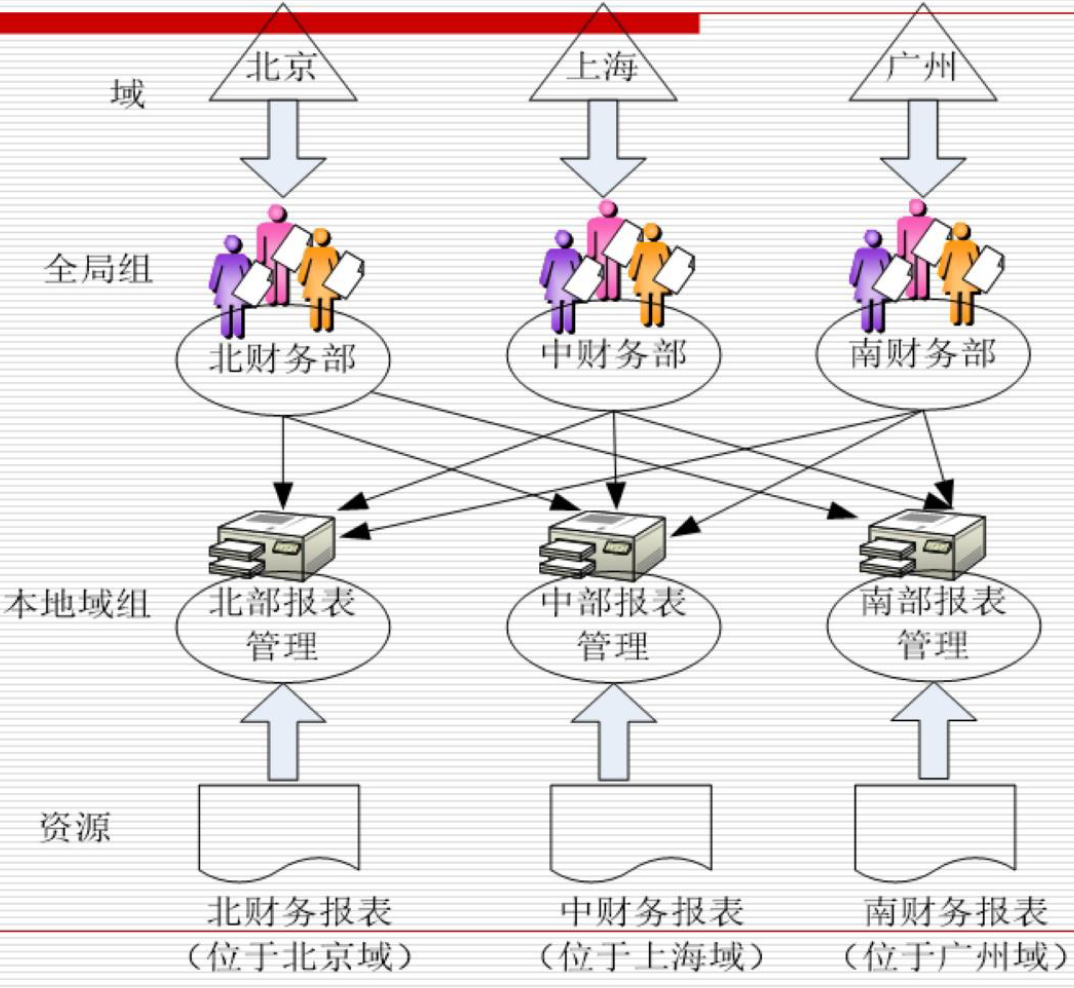 域
北京
上海
广州
全局组
北财务部
中财务部
南财务部
本地域组
北部报表
管理
中部报表
管理
南部报表
管理
资源
北财务报表
（位于北京域）
中财务报表
（位于上海域）
南财务报表
（位于广州域）